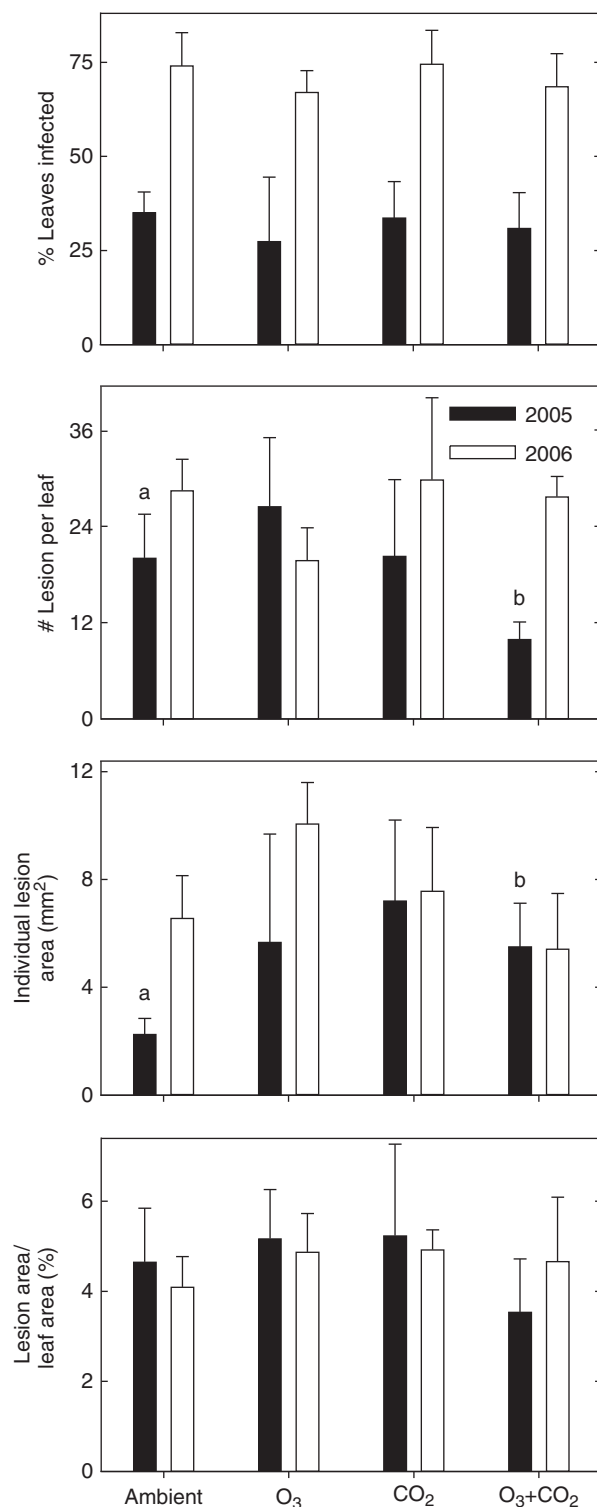 75
50
25
0
% Leaves infected
36
24
12
0
# Lesion per leaf
2005
2006
a
b
12
8
4
0
Individual lesion
area (mm²)
a
b
6
4
2
0
Lesion area/
leaf area (%)
Ambient O₃ CO₂ O₃+CO₂